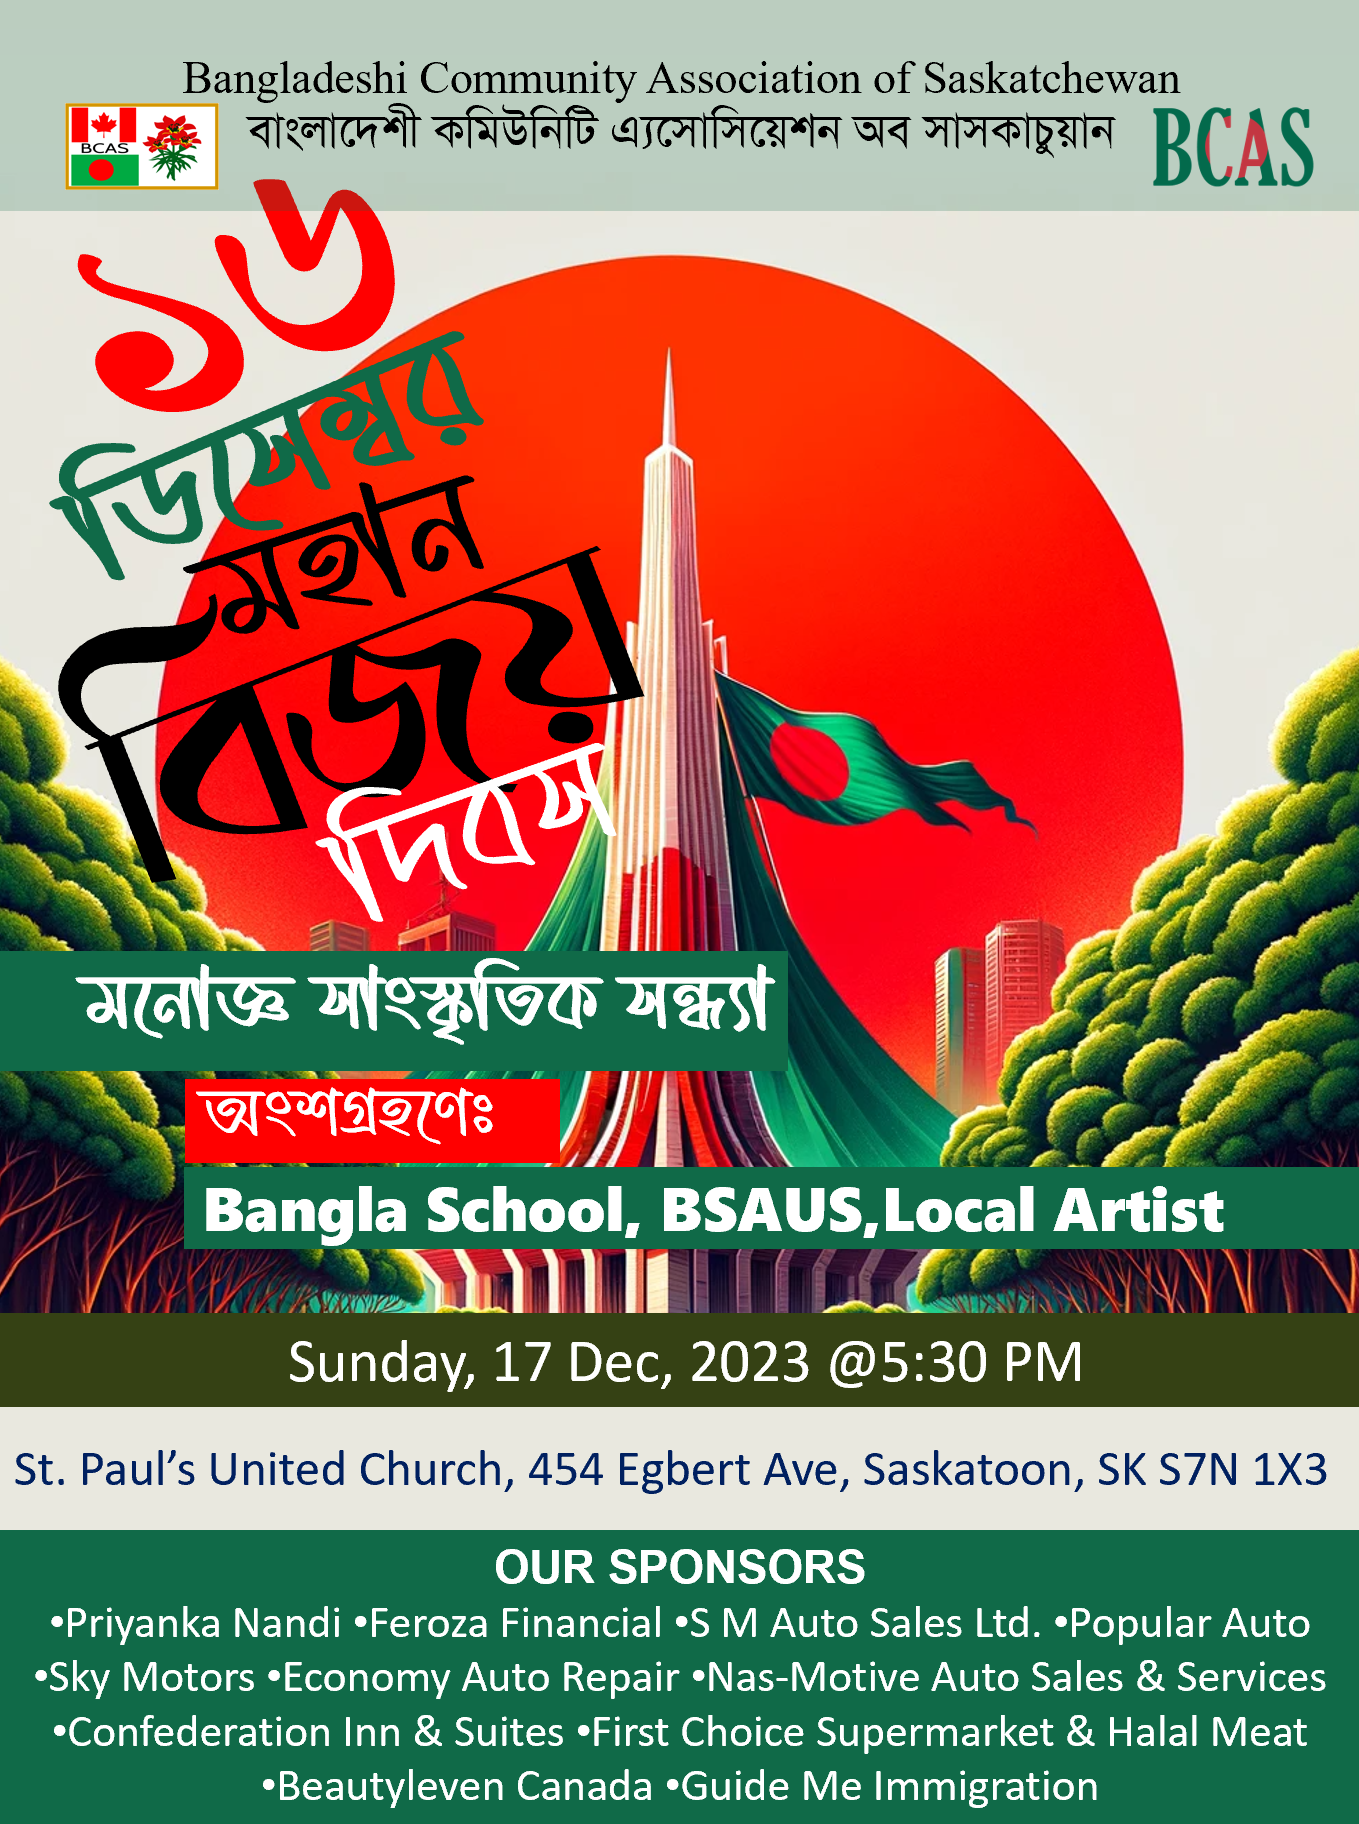 Bangladeshi Community Association of Saskatchewan
বাংলাদেশী কমিউনিটি এ্যসোসিয়েশন অব সাসকাচুয়ান
BCAS
BCAS
১৬
ডিসেম্বর
মহান
বিজয়
দিবস
মনোজ্ঞ সাংস্কৃতিক সন্ধ্যা
অংশগ্রহণেঃ
Bangla School, BSAUS,Local Artist
Sunday, 17 Dec, 2023 @5:30 PM
St. Paul’s United Church, 454 Egbert Ave, Saskatoon, SK S7N 1X3
OUR SPONSORS
•Priyanka Nandi •Feroza Financial •S M Auto Sales Ltd. •Popular Auto
•Sky Motors •Economy Auto Repair •Nas-Motive Auto Sales & Services
•Confederation Inn & Suites •First Choice Supermarket & Halal Meat
•Beautyleven Canada •Guide Me Immigration